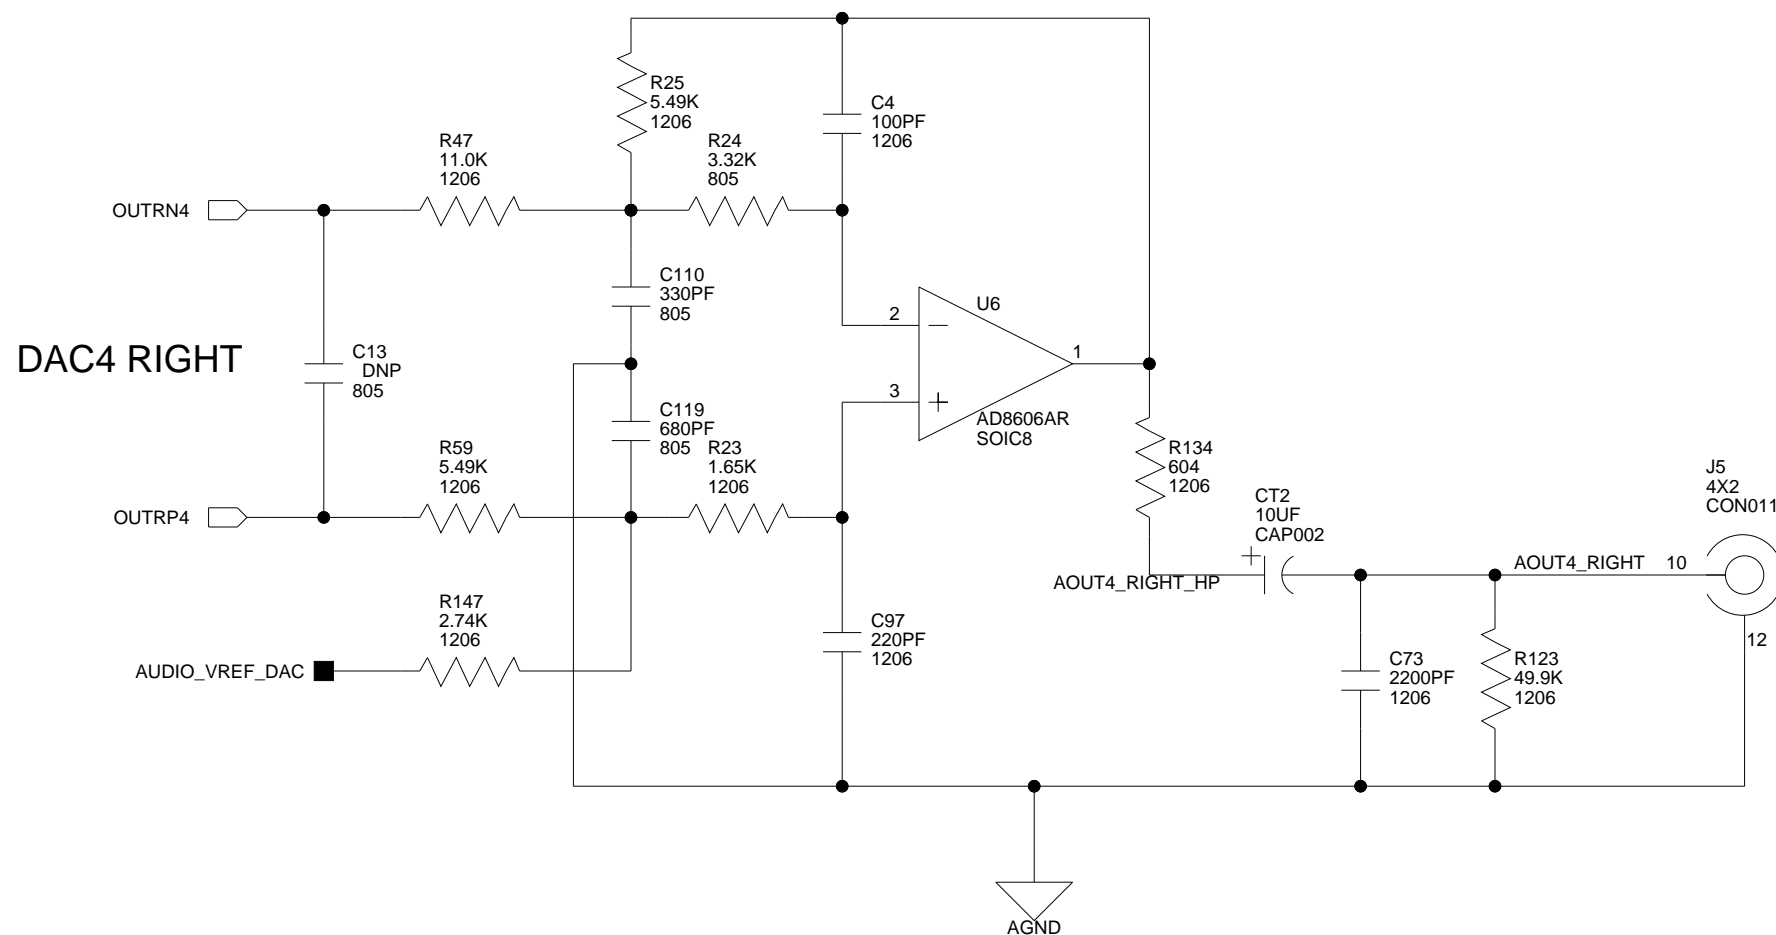 R25
5.49K
1206
C4
100PF
1206
R47
11.0K
1206
R24
3.32K
805
OUTRN4
C110
330PF
805
2
U6
DAC4 RIGHT
C13
DNP
805
1
3
AD8606AR
SOIC8
C119
680PF
805
R59
5.49K
1206
R23
1.65K
1206
R134
604
1206
J5
4X2
CON011
OUTRP4
CT2
10UF
CAP002
AOUT4_RIGHT_HP
AOUT4_RIGHT
10
R147
2.74K
1206
AUDIO_VREF_DAC
C97
220PF
1206
12
C73
2200PF
1206
R123
49.9K
1206
AGND